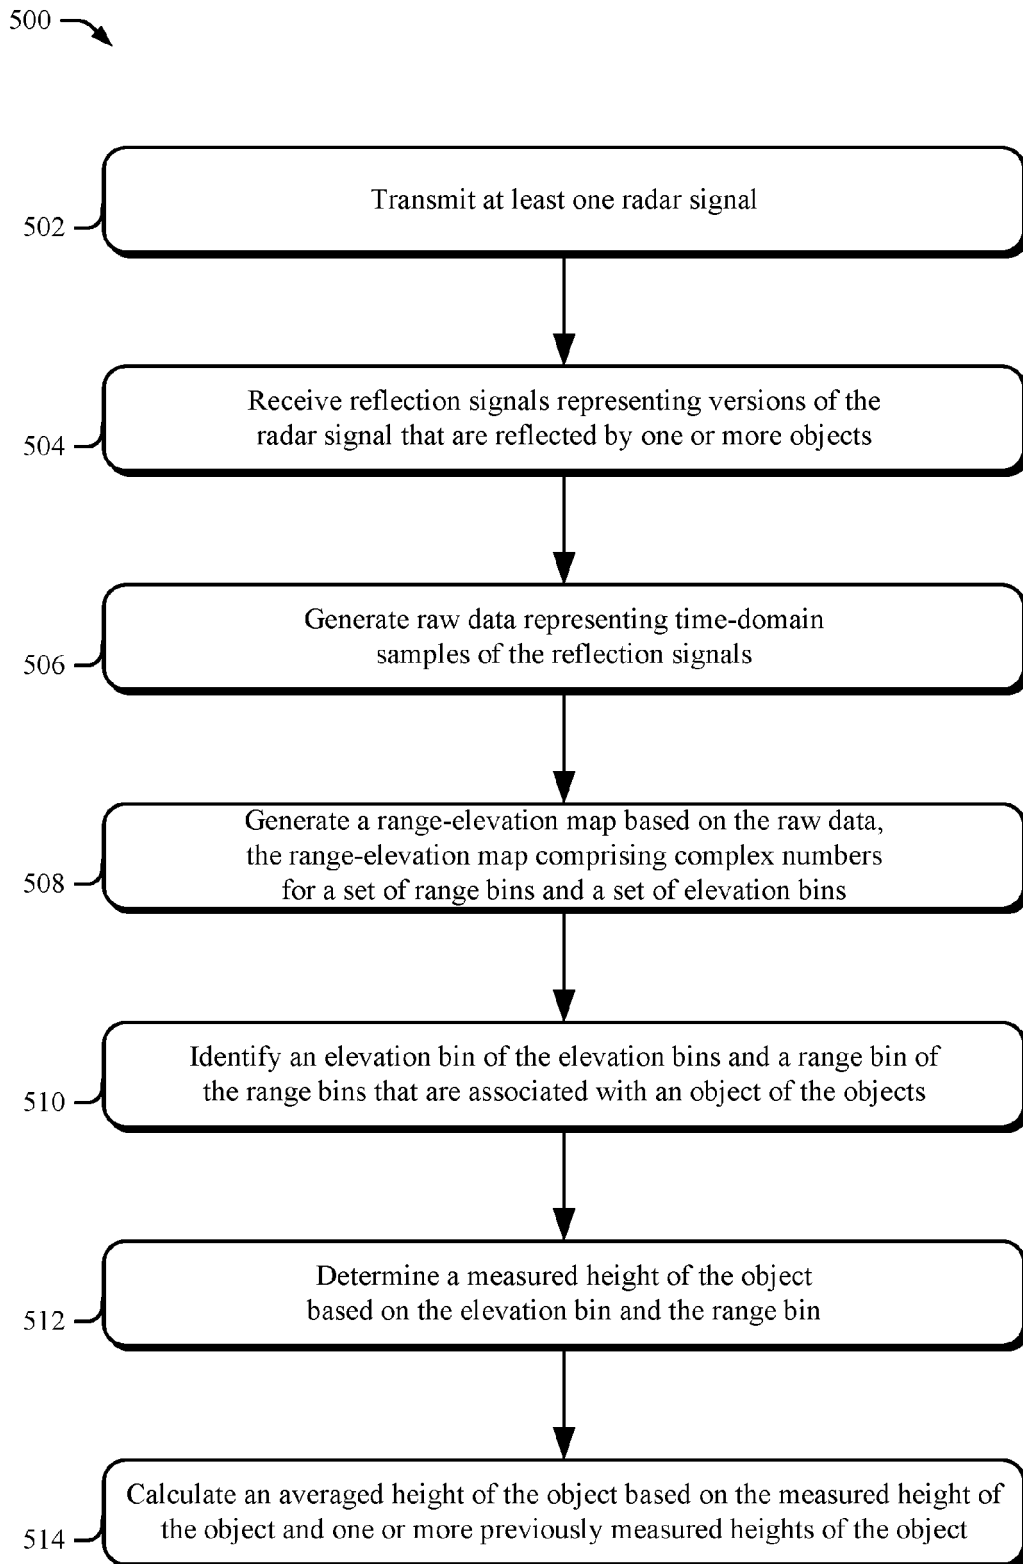 500
Transmit at least one radar signal
502
Receive reflection signals representing versions of the
radar signal that are reflected by one or more objects
504
Generate raw data representing time-domain
samples of the reflection signals
506
Generate a range-elevation map based on the raw data,
the range-elevation map comprising complex numbers
for a set of range bins and a set of elevation bins
508
Identify an elevation bin of the elevation bins and a range bin of
the range bins that are associated with an object of the objects
510
Determine a measured height of the object
based on the elevation bin and the range bin
512
Calculate an averaged height of the object based on the measured height of
the object and one or more previously measured heights of the object
514